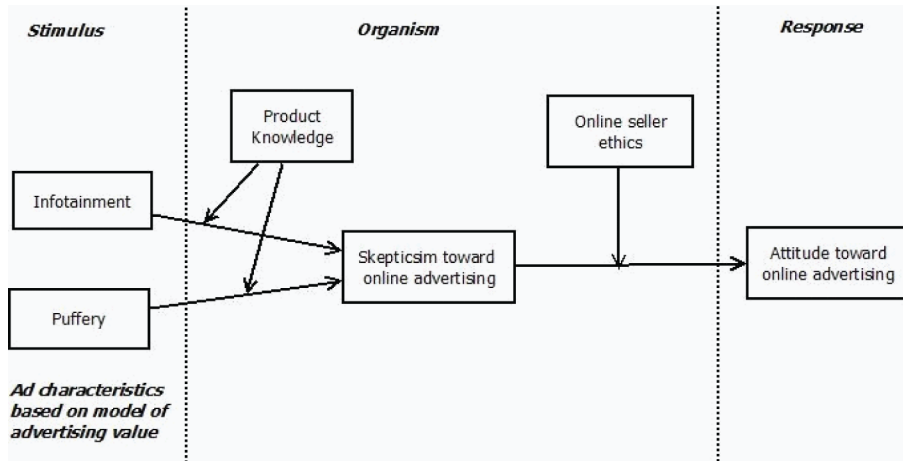 Stimulus
Organism
Response
Product
Knowledge
Online seller
ethics
Infotainment
Skepticsim toward
online advertising
Attitude toward
online advertising
Puffery
Ad characteristics
based on model of
advertising value